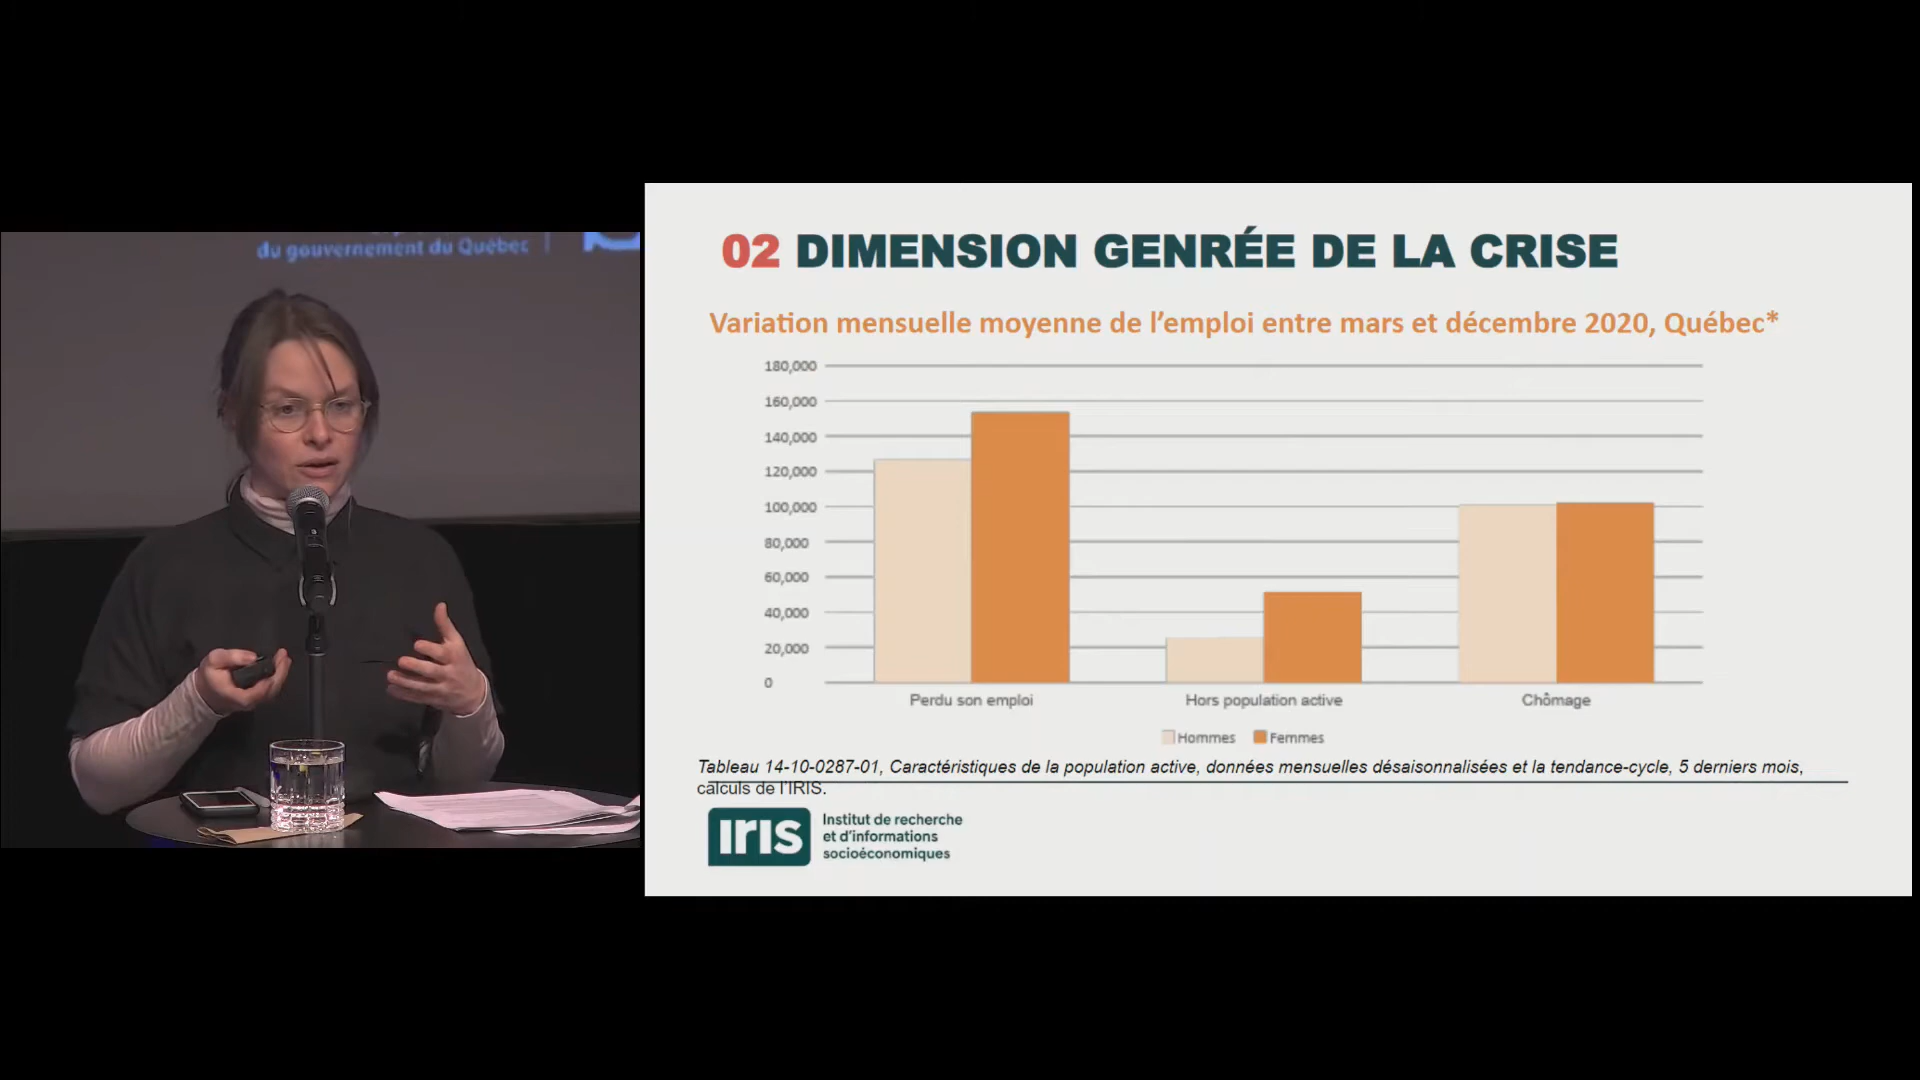 du gouvernement du Québec
02 DIMENSION GENRÉE DE LA CRISE
Variation mensuelle moyenne de l’emploi entre mars et décembre 2020, Québec*
180,000
160,000
140,000
120,000
100,000
80,000
60,000
40,000
20,000
0
Perdu son emploi Hors population active Chômage
Hommes Femmes
Tableau 14-10-0287-01, Caractéristiques de la population active, données mensuelles désaisonnalisées et la tendance-cycle, 5 derniers mois,
calculs de l’IRIS.
IRIS
Institut de recherche
et d’informations
socioéconomiques